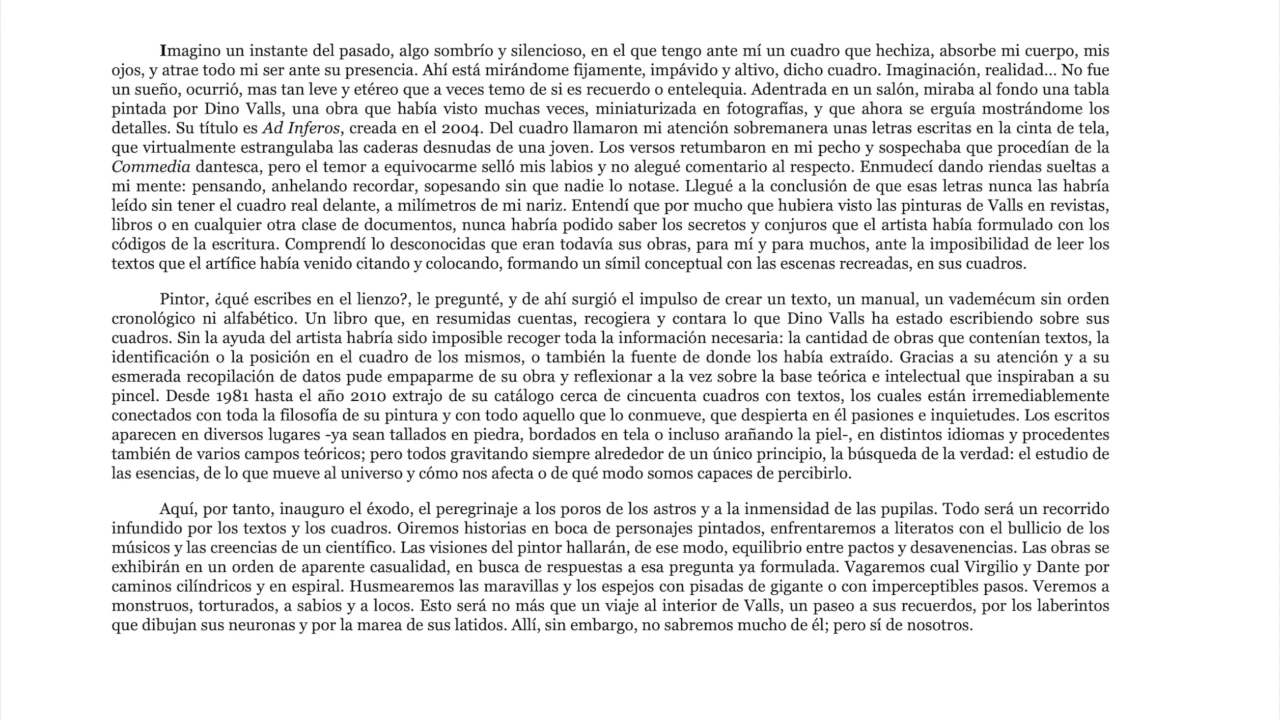 Imagino un instante del pasado, algo sombrío y silencioso, en el que tengo ante mí un cuadro que hechiza, absorbe mi cuerpo, mis
ojos, y atrae todo mi ser ante su presencia. Ahí está mirándome fijamente, impávido y altivo, dicho cuadro. Imaginación, realidad... No fue
un sueño, ocurrió, mas tan leve y etéreo que a veces temo de si es recuerdo o entelequia. Adentrada en un salón, miraba al fondo una tabla
pintada por Dino Valls, una obra que había visto muchas veces, miniaturizada en fotografías, y que ahora se erguía mostrándome los
detalles. Su título es Ad Inferos, creada en el 2004. Del cuadro llamaron mi atención sobremanera unas letras escritas en la cinta de tela,
que virtualmente estrangulaba las caderas desnudas de una joven. Los versos retumbaron en mi pecho y sospechaba que procedían de la
Commedia dantesca, pero el temor a equivocarme selló mis labios y no alegué comentario al respecto. Enmudecí dando riendas sueltas a
mi mente: pensando, anhelando recordar, sopesando sin que nadie lo notase. Llegué a la conclusión de que esas letras nunca las habría
leído sin tener el cuadro real delante, a milímetros de mi nariz. Entendí que por mucho que hubiera visto las pinturas de Valls en revistas,
libros o en cualquier otra clase de documentos, nunca habría podido saber los secretos y conjuros que el artista había formulado con los
códigos de la escritura. Comprendí lo desconocidas que eran todavía sus obras, para mí y para muchos, ante la imposibilidad de leer los
textos que el artífice había venido citando y colocando, formando un símil conceptual con las escenas recreadas, en sus cuadros.
Pintor, ¿qué escribes en el lienzo?, le pregunté, y de ahí surgió el impulso de crear un texto, un manual, un vademécum sin orden
cronológico ni alfabético. Un libro que, en resumidas cuentas, recogiera y contara lo que Dino Valls ha estado escribiendo sobre sus
cuadros. Sin la ayuda del artista habría sido imposible recoger toda la información necesaria: la cantidad de obras que contenían textos, la
identificación o la posición en el cuadro de los mismos, o también la fuente de donde los había extraído. Gracias a su atención y a su
esmerada recopilación de datos pude empaparme de su obra y reflexionar a la vez sobre la base teórica e intelectual que inspiraban a su
pincel. Desde 1981 hasta el año 2010 extrajo de su catálogo cerca de cincuenta cuadros con textos, los cuales están irremediablemente
conectados con toda la filosofía de su pintura y con todo aquello que lo conmueve, que despierta en él pasiones e inquietudes. Los escritos
aparecen en diversos lugares -ya sean tallados en piedra, bordados en tela o incluso arañando la piel-, en distintos idiomas y procedentes
también de varios campos teóricos; pero todos gravitando siempre alrededor de un único principio, la búsqueda de la verdad: el estudio de
las esencias, de lo que mueve al universo y cómo nos afecta o de qué modo somos capaces de percibirlo.
Aquí, por tanto, inauguro el éxodo, el peregrinaje a los poros de los astros y a la inmensidad de las pupilas. Todo será un recorrido
infundido por los textos y los cuadros. Oiremos historias en boca de personajes pintados, enfrentaremos a literatos con el bullicio de los
músicos y las creencias de un científico. Las visiones del pintor hallarán, de ese modo, equilibrio entre pactos y desavenencias. Las obras se
exhibirán en un orden de aparente casualidad, en busca de respuestas a esa pregunta ya formulada. Vagaremos cual Virgilio y Dante por
caminos cilíndricos y en espiral. Husmearemos las maravillas y los espejos con pisadas de gigante o con imperceptibles pasos. Veremos a
monstruos, torturados, a sabios y a locos. Esto será no más que un viaje al interior de Valls, un paseo a sus recuerdos, por los laberintos
que dibujan sus neuronas y por la marea de sus latidos. Allí, sin embargo, no sabremos mucho de él; pero sí de nosotros.